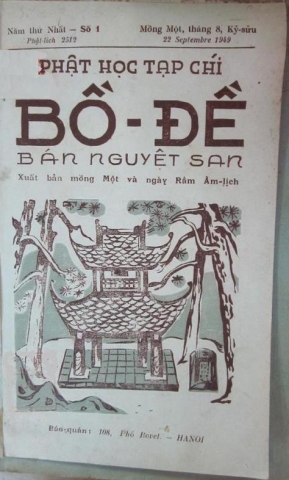 Năm thứ Nhất — Số 1
Phật-lịch 2512
Mồng Một, tháng 8, Kỷ-sửu
22 Septembre 1949
PHẬT HỌC TẠP CHÍ
BỒ-ĐỀ
BÁN NGUYỆT SAN
Xuất bản mồng Một và ngày Rằm Âm-lịch
Báo-quán : 108, Phố Borel. — HANOI